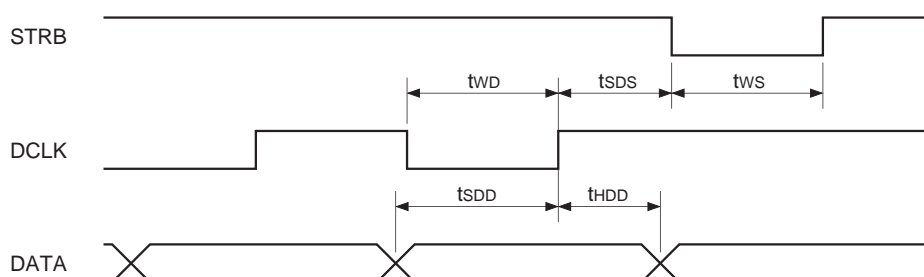 STRB
tWD
tSDS
tWS
DCLK
tSDD
tHDD
DATA